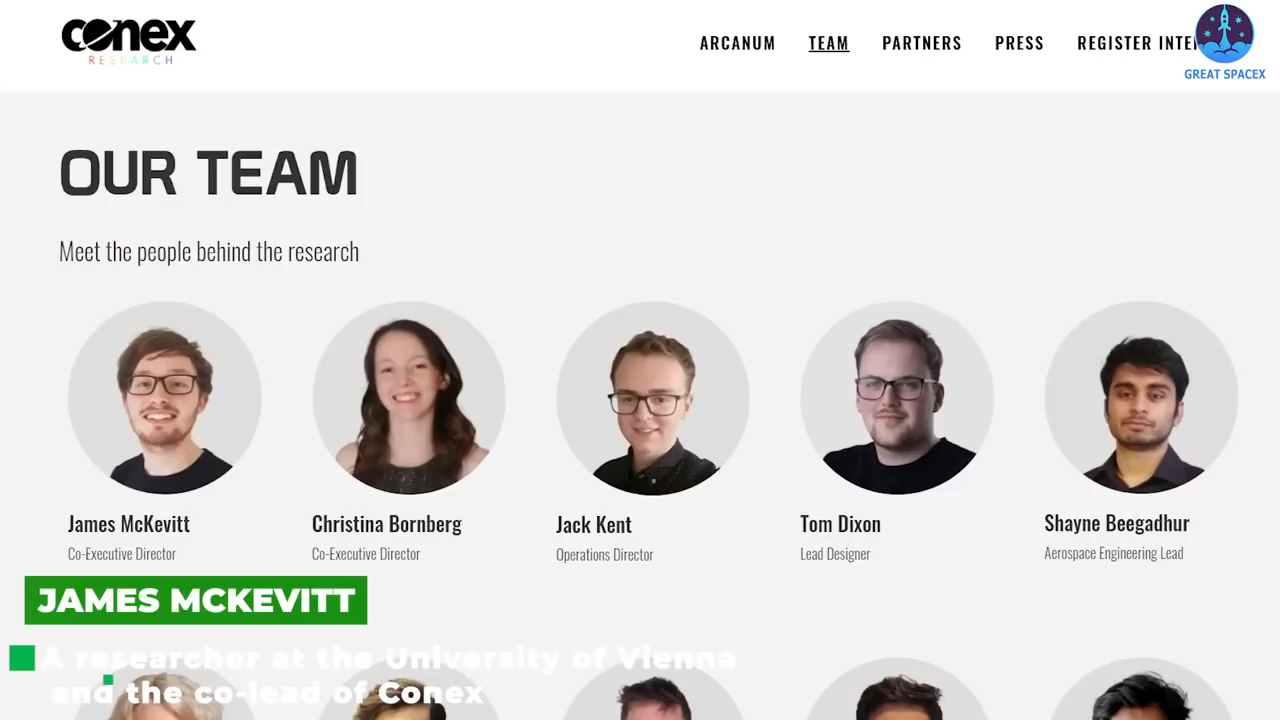 conex
RESEARCH
ARCANUM TEAM PARTNERS PRESS REGISTER INTE
GREAT SPACEX
OUR TEAM
Meet the people behind the research
James McKevitt
Co-Executive Director
Christina Bornberg
Co-Executive Director
Jack Kent
Operations Director
Tom Dixon
Lead Designer
Shayne Beegadhur
Aerospace Engineering Lead
JAMES MCKEVITT
A researcher at the University of Vienna
and the co-lead of Conex